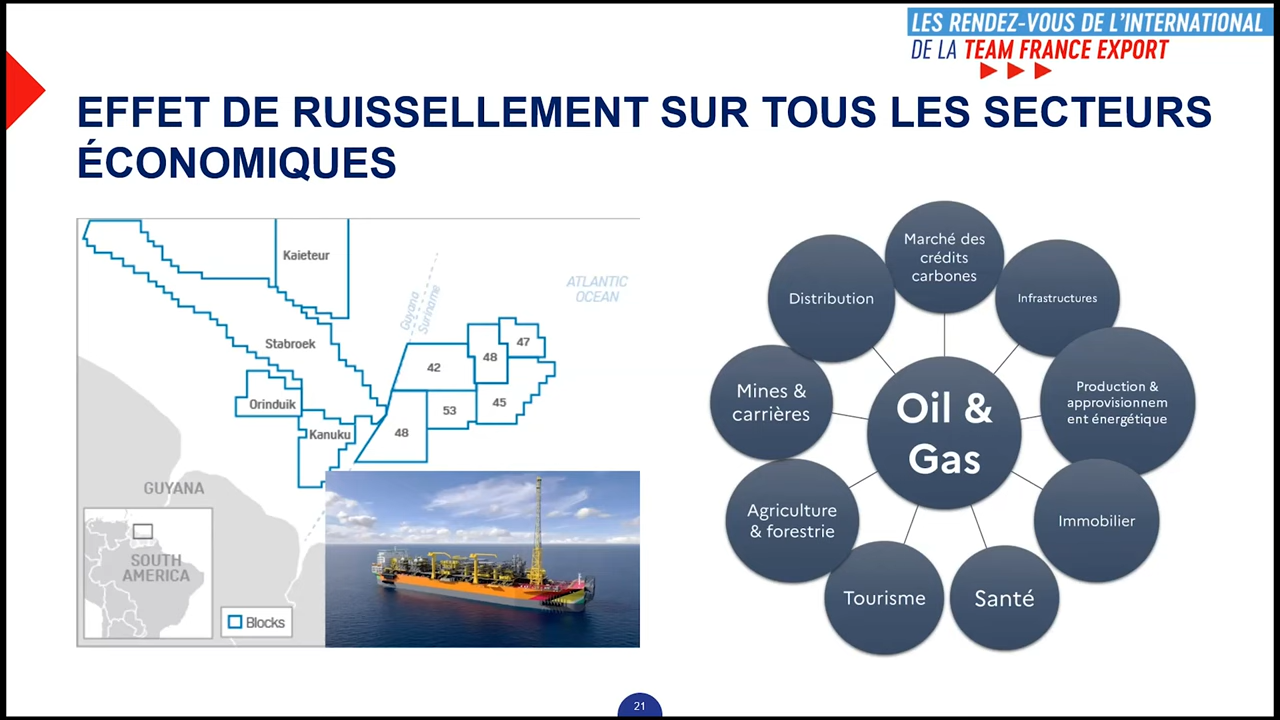 LES RENDEZ-VOUS DE L'INTERNATIONAL
DE LA TEAM FRANCE EXPORT
EFFET DE RUISSELLEMENT SUR TOUS LES SECTEURS
ÉCONOMIQUES
Kaieteur
Guyana
Suriname
ATLANTIC
OCEAN
Stabroek
47
48
42
Orinduik
53
45
Kanuku
48
GUYANA
SOUTH
AMERICA
Blocks
Marché des
crédits
carbones
Distribution
Infrastructures
Mines &
carrières
Production &
approvisionnem
ent énergétique
Oil &
Gas
Agriculture
& forestrie
Immobilier
Tourisme
Santé
21